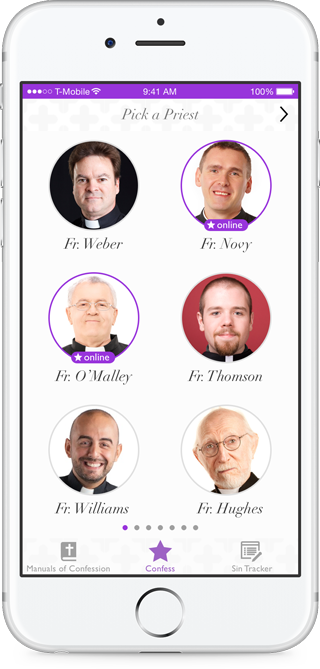 T-Mobile 9:41 AM 100%
Pick a Priest
online
Fr. Weber Fr. Novy
online
Fr. O'Malley Fr. Thomson
Fr. Williams Fr. Hughes
Manuals of Confession Confess Sin Tracker